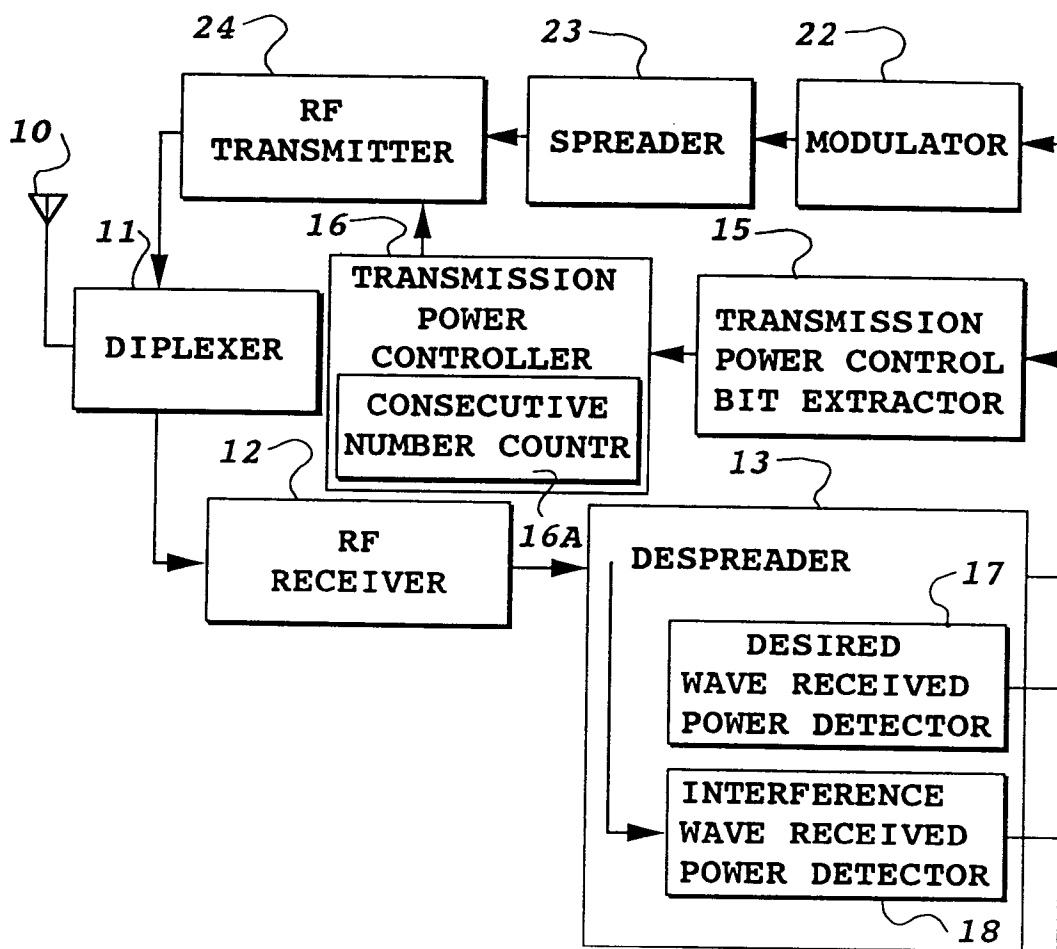 24
23
22
RF
TRANSMITTER
SPREADER
MODULATOR
10
11
16
15
TRANSMISSION
POWER
CONTROLLER
TRANSMISSION
POWER CONTROL
BIT EXTRACTOR
DIPLEXER
CONSECUTIVE
NUMBER COUNTR
12
16A
13
RF
RECEIVER
DESPREADER
17
DESIRED
WAVE RECEIVED
POWER DETECTOR
INTERFERENCE
WAVE RECEIVED
POWER DETECTOR
18